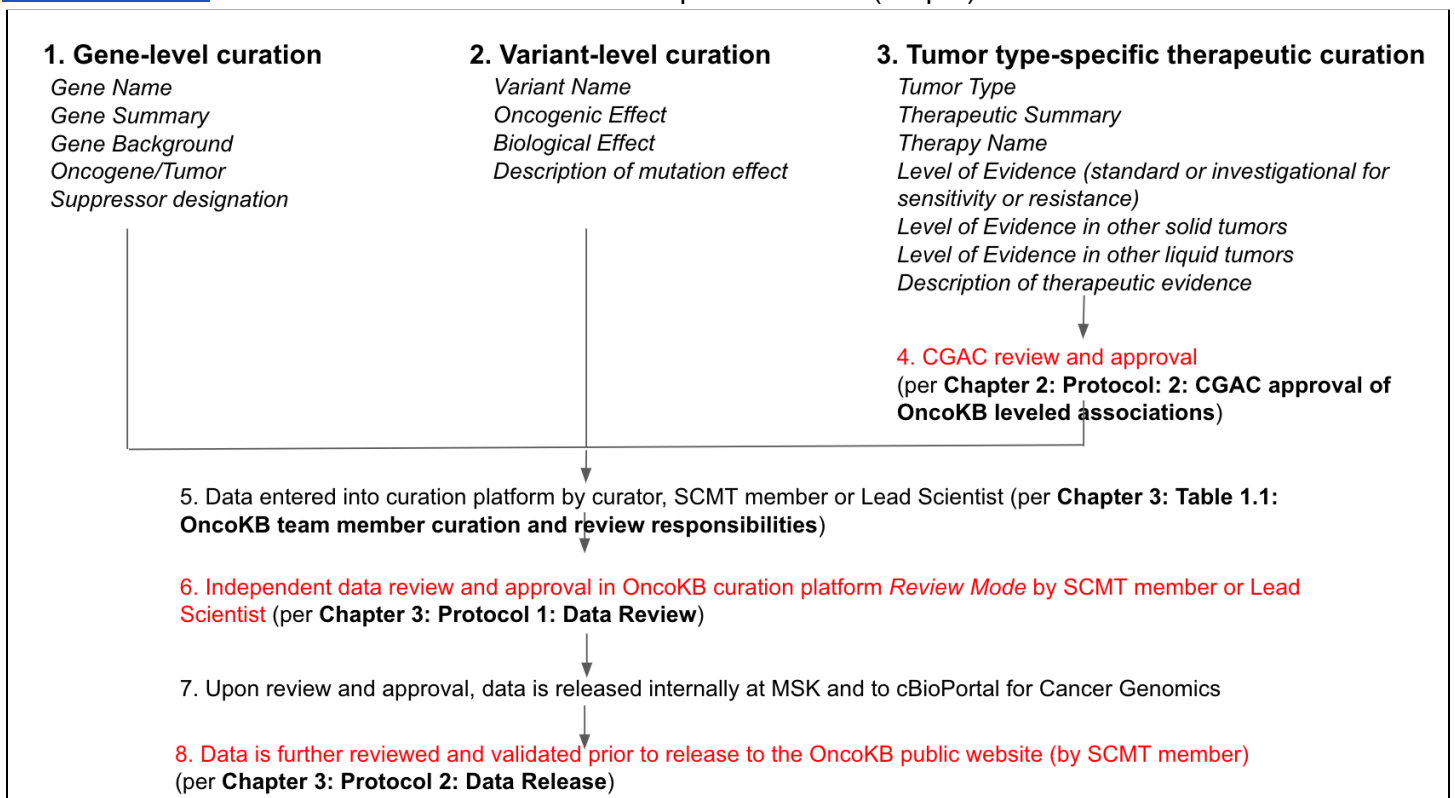 1. Gene-level curation
Gene Name
Gene Summary
Gene Background
Oncogene/Tumor
Suppressor designation
2. Variant-level curation
Variant Name
Oncogenic Effect
Biological Effect
Description of mutation effect
3. Tumor type-specific therapeutic curation
Tumor Type
Therapeutic Summary
Therapy Name
Level of Evidence (standard or investigational for
sensitivity or resistance)
Level of Evidence in other solid tumors
Level of Evidence in other liquid tumors
Description of therapeutic evidence
4. CGAC review and approval
(per Chapter 2: Protocol: 2: CGAC approval of
OncoKB leveled associations)
5. Data entered into curation platform by curator, SCMT member or Lead Scientist (per Chapter 3: Table 1.1:
OncoKB team member curation and review responsibilities)
6. Independent data review and approval in OncoKB curation platform Review Mode by SCMT member or Lead
Scientist (per Chapter 3: Protocol 1: Data Review)
7. Upon review and approval, data is released internally at MSK and to cBioPortal for Cancer Genomics
8. Data is further reviewed and validated prior to release to the OncoKB public website (by SCMT member)
(per Chapter 3: Protocol 2: Data Release)